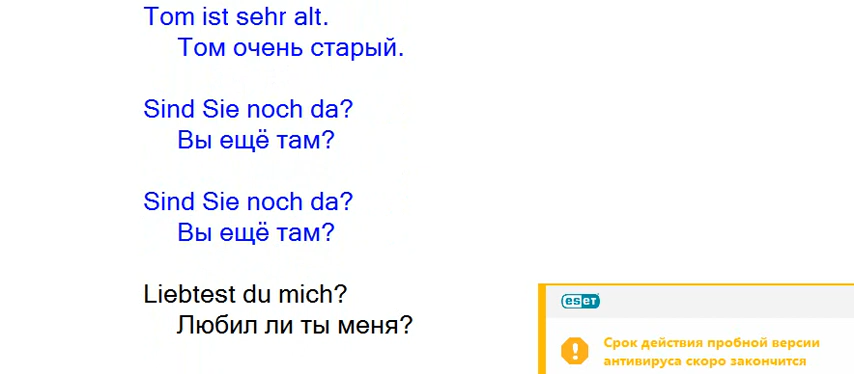 Tom ist sehr alt.
Том очень старый.
Sind Sie noch da?
Вы ещё там?
Sind Sie noch da?
Вы ещё там?
Liebtest du mich?
Любил ли ты меня?
eset
Срок действия пробной версии
антивируса скоро закончится